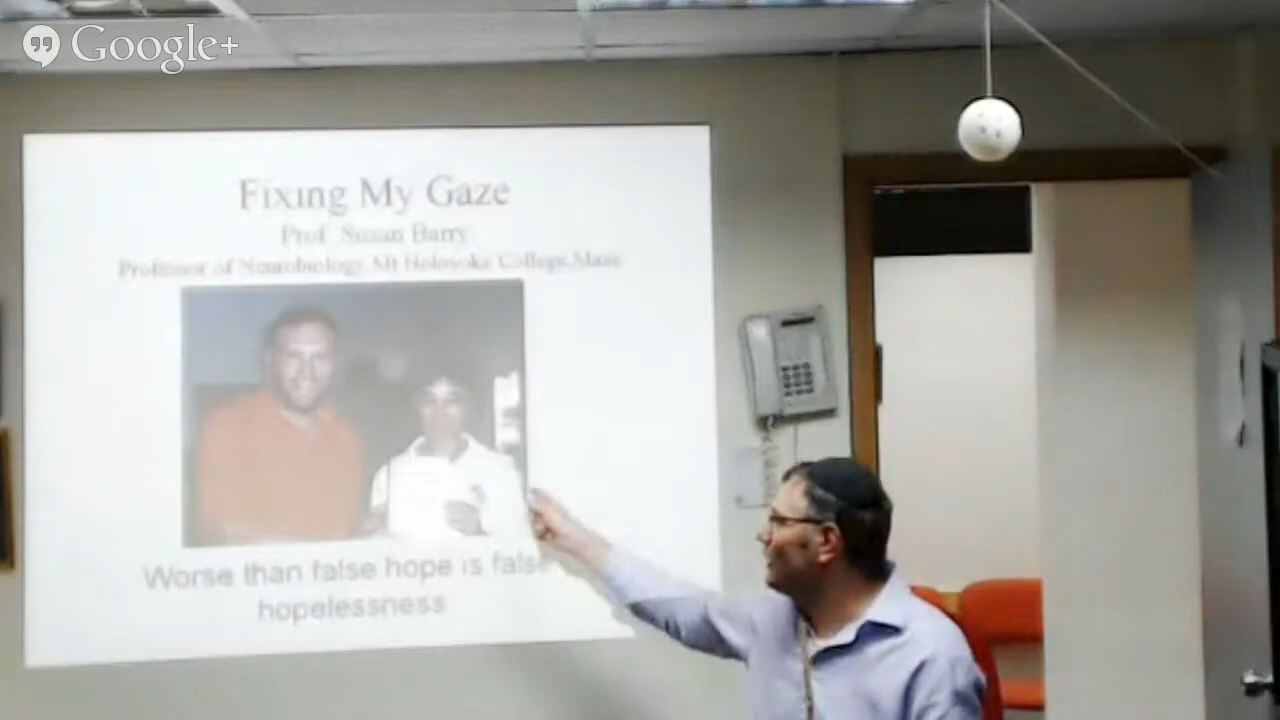 Google+
Fixing My Gaze
Prof. Susan Barry
Professor of Neurobiology Mt Holoyoke College,Mass
Worse than false hope is false
hopelessness